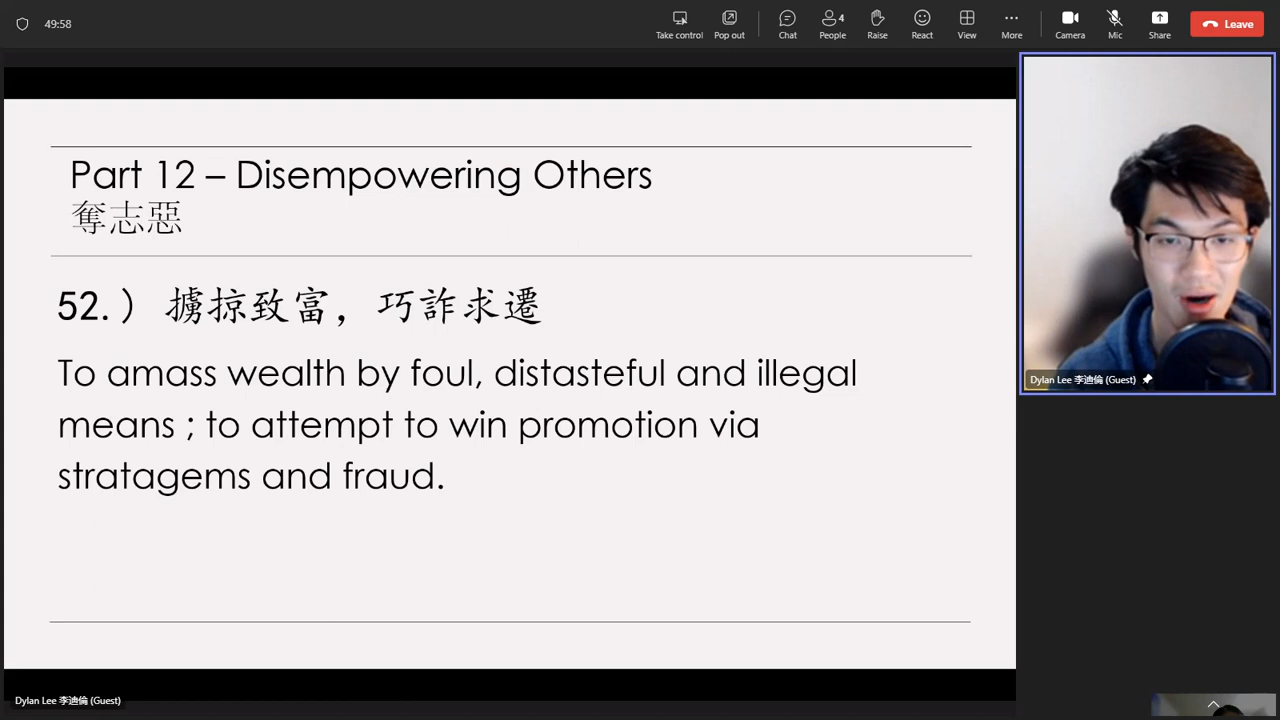 49:58
Take control
Pop out
Chat
4
People
Raise
React
View
More
Camera
Mic
Share
Leave
Part 12 – Disempowering Others
奪志惡
52.） 擄掠致富，巧詐求遷
To amass wealth by foul, distasteful and illegal
means ; to attempt to win promotion via
stratagems and fraud.
Dylan Lee 李迪倫 (Guest)
Dylan Lee 李迪倫 (Guest)